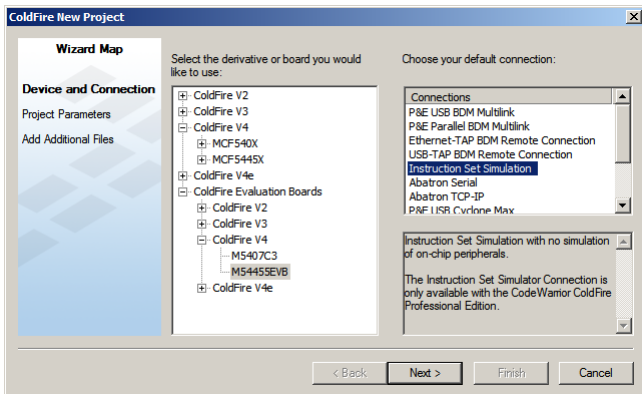 ColdFire New Project
Wizard Map
Device and Connection
Project Parameters
Add Additional Files
Select the derivative or board you would
like to use:
ColdFire V2
ColdFire V3
ColdFire V4
MCF540X
MCF5445X
ColdFire V4e
ColdFire Evaluation Boards
ColdFire V2
ColdFire V3
ColdFire V4
M5407C3
M54455EVB
ColdFire V4e
Choose your default connection:
Connections
P&E USB BDM Multilink
P&E Parallel BDM Multilink
Ethernet-TAP BDM Remote Connection
USB-TAP BDM Remote Connection
Instruction Set Simulation
Abatron Serial
Abatron TCP-IP
P&E USB Cyclone Max
Instruction Set Simulation with no simulation
of on-chip peripherals.
The Instruction Set Simulator Connection is
only available with the CodeWarrior ColdFire
Professional Edition.
< Back
Next >
Finish
Cancel